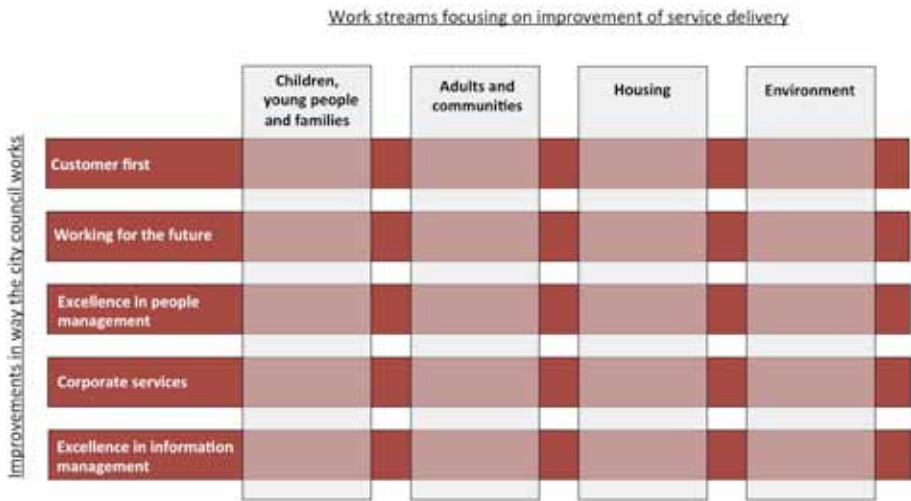 Work streams focusing on improvement of service delivery
Children,
young people
and families
Adults and
communities
Housing
Environment
Improvements in way the city council works
Customer first
Working for the future
Excellence in people
management
Corporate services
Excellence in information
management